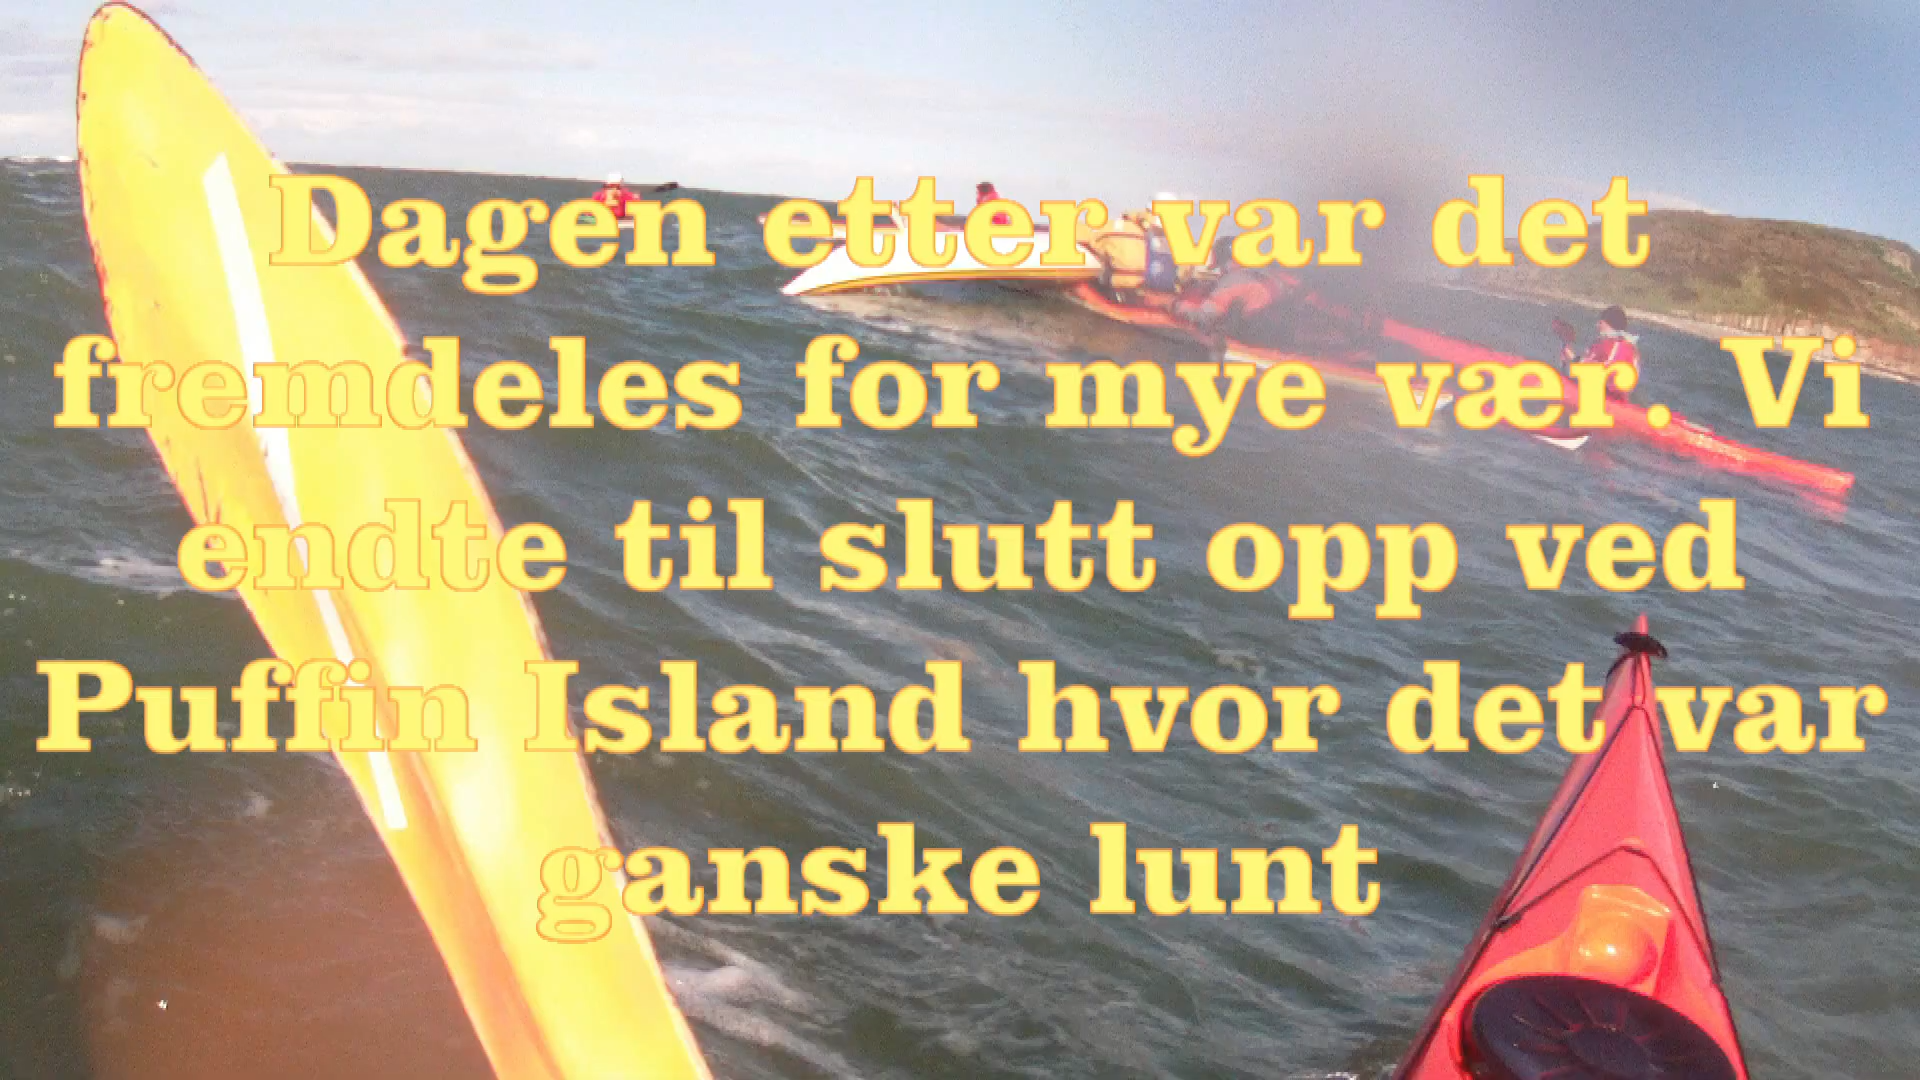 Dagen etter var det
fremdeles for mye vær. Vi
endte til slutt opp ved
Puffin Island hvor det var
ganske lunt